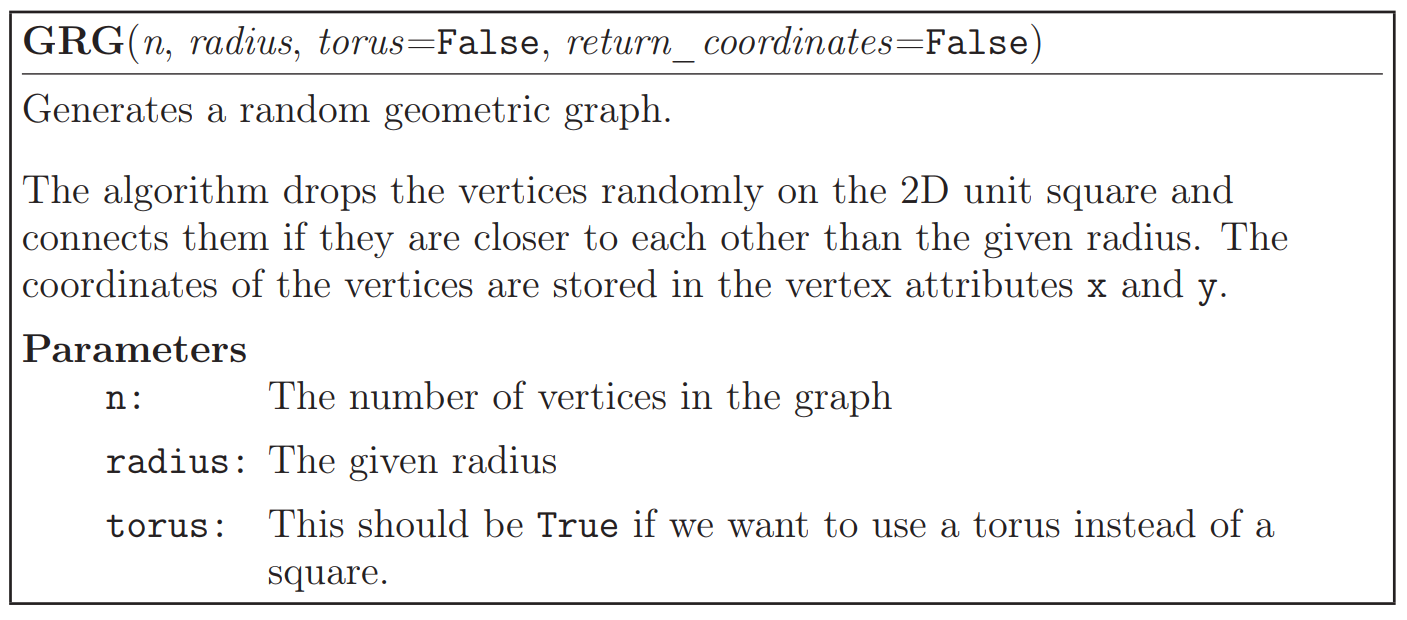 GRG(n, radius, torus=False, return_coordinates=False)
Generates a random geometric graph.
The algorithm drops the vertices randomly on the 2D unit square and
connects them if they are closer to each other than the given radius. The
coordinates of the vertices are stored in the vertex attributes x and y.
Parameters
n: The number of vertices in the graph
radius: The given radius
torus: This should be True if we want to use a torus instead of a
square.